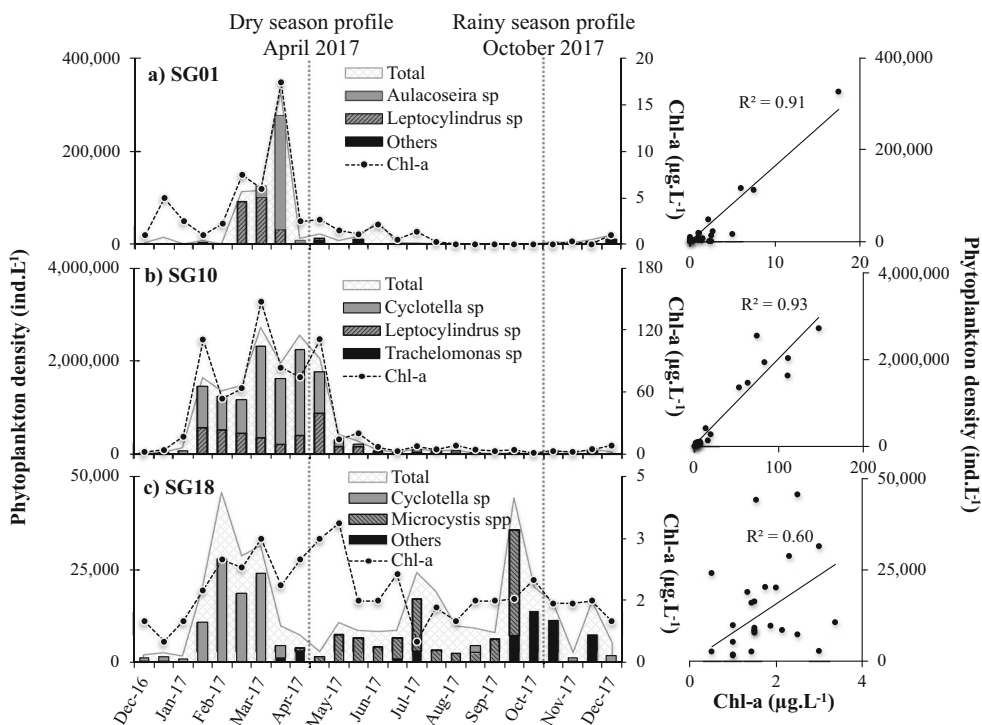 Dry season profile
April 2017
Rainy season profile
October 2017
Phytoplankton density (ind.E⁻¹)
a) SG01
400,000
200,000
0
Total
Aulacoseira sp
Leptocylindrus sp
Others
Chl-a
20
15
10
5
0
Chl-a (µg.L⁻¹)
R² = 0.91
400,000
200,000
0
0
10
20
b) SG10
4,000,000
2,000,000
0
Total
Cyclotella sp
Leptocylindrus sp
Trachelomonas sp
Chl-a
180
120
60
0
Chl-a (µg.L⁻¹)
R² = 0.93
4,000,000
2,000,000
0
0
100
200
c) SG18
50,000
25,000
0
Total
Cyclotella sp
Microcystis spp
Others
Chl-a
5
3
2
0
Chl-a (µg.L⁻¹)
R² = 0.60
50,000
25,000
0
0
2
4
Chl-a (µg.L⁻¹)
Phytoplankton density (ind.L⁻¹)
Dec-16
Jan-17
Feb-17
Mar-17
Apr-17
May-17
Jun-17
Jul-17
Aug-17
Sep-17
Oct-17
Nov-17
Dec-17